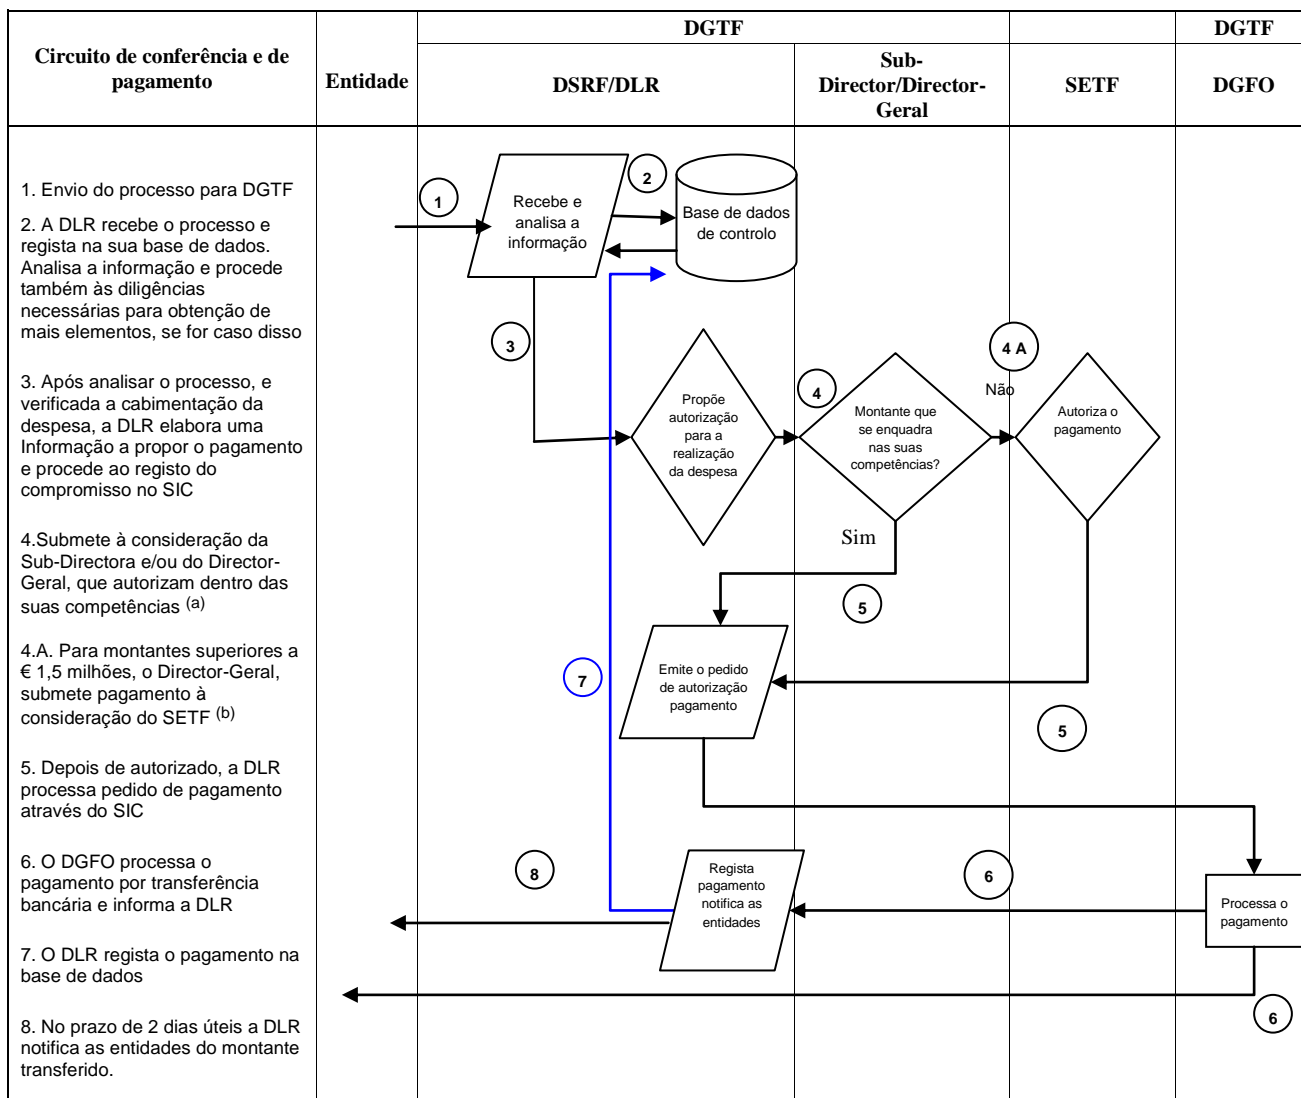 Circuito de conferência e de
pagamento
Entidade
DGTF
DGTF
DSRF/DLR
Sub-
Director/Director-
Geral
SETF
DGFO
1. Envio do processo para DGTF
2. A DLR recebe o processo e
regista na sua base de dados.
Analisa a informação e procede
também às diligências
necessárias para obtenção de
mais elementos, se for caso disso
3. Após analisar o processo, e
verificada a cabimentação da
despesa, a DLR elabora uma
Informação a propor o pagamento
e procede ao registo do
compromisso no SIC
4.Submete à consideração da
Sub-Directora e/ou do Director-
Geral, que autorizam dentro das
suas competências (a)
4.A. Para montantes superiores a
€ 1,5 milhões, o Director-Geral,
submete pagamento à
consideração do SETF (b)
5. Depois de autorizado, a DLR
processa pedido de pagamento
através do SIC
6. O DGFO processa o
pagamento por transferência
bancária e informa a DLR
7. O DLR regista o pagamento na
base de dados
8. No prazo de 2 dias úteis a DLR
notifica as entidades do montante
transferido.
1
Recebe e
analisa a
informação
2
Base de dados
de controlo
3
Propõe
autorização
para a
realização
da despesa
4
Montante que
se enquadra
nas suas
competências?
4 A
Não
Autoriza o
pagamento
Sim
5
Emite o pedido
de autorização
pagamento
7
5
8
Regista
pagamento
notifica as
entidades
6
Processa o
pagamento
6